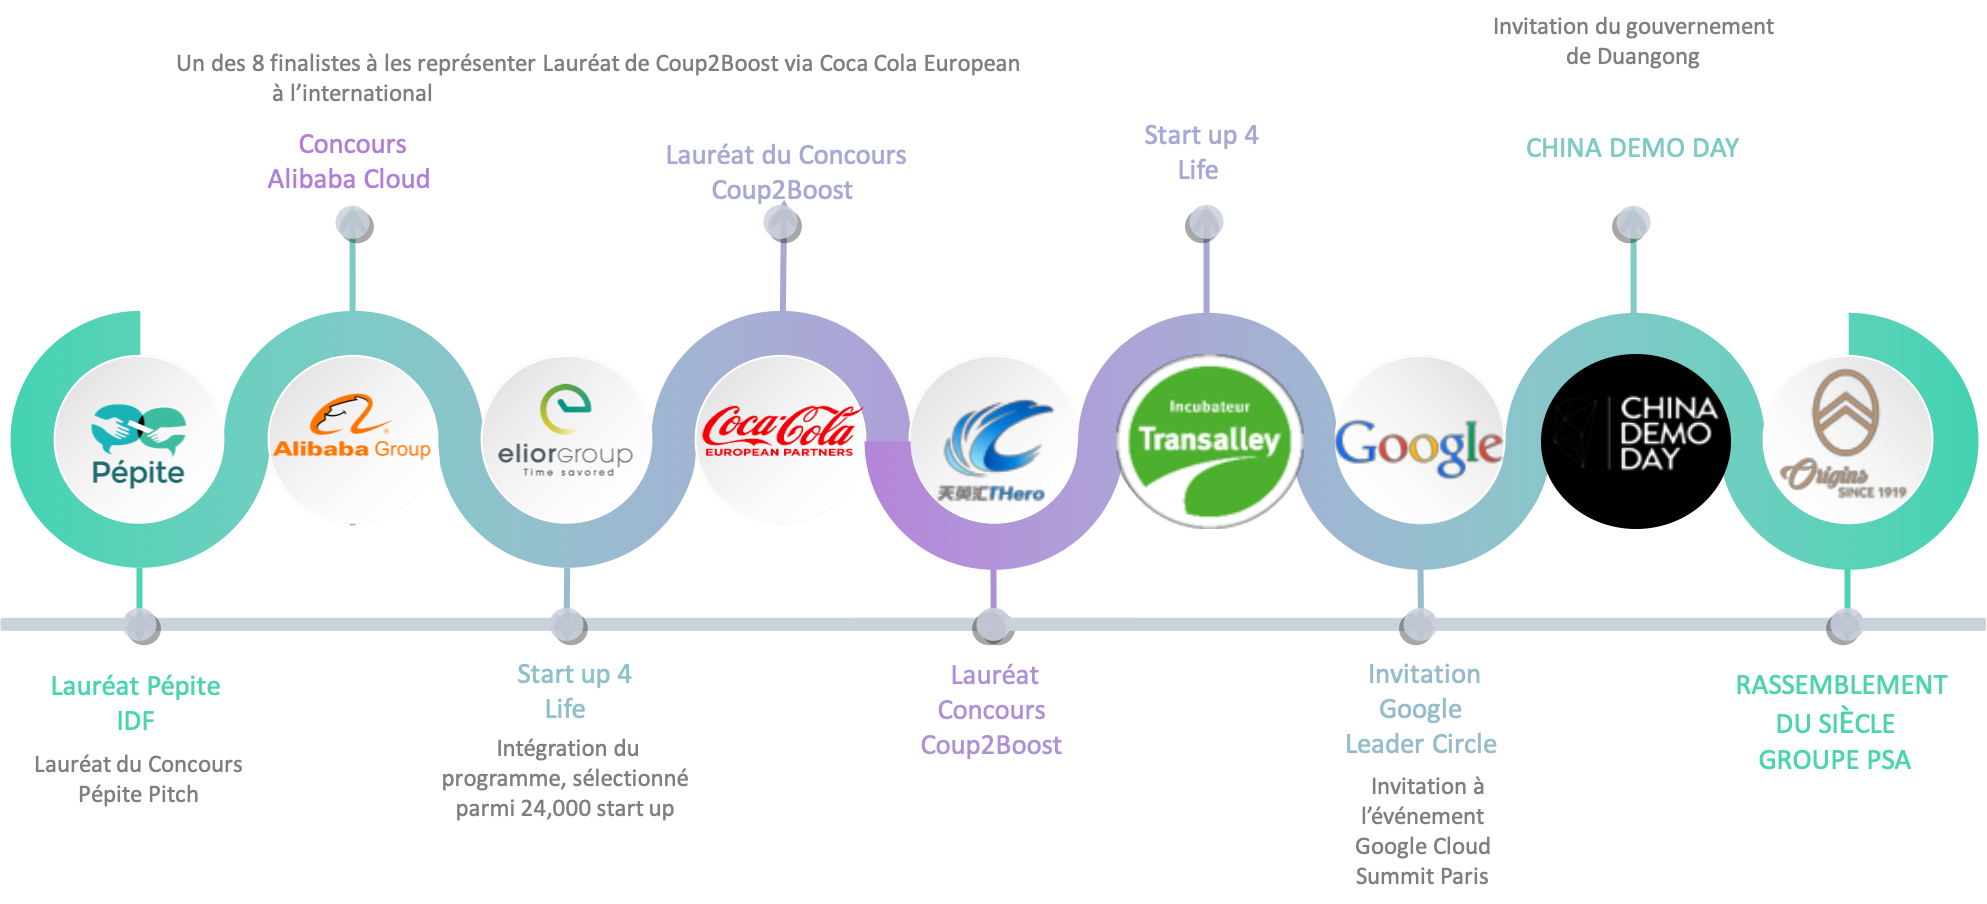 Invitation du gouvernement
de Duangong
Un des 8 finalistes à les représenter
à l’international
Lauréat de Coup2Boost via Coca Cola European
Concours
Alibaba Cloud
Lauréat du Concours
Coup2Boost
Start up 4
Life
CHINA DEMO DAY
Pépite
Alibaba Group
eliorGROUP
Time savored
Coca-Cola
EUROPEAN PARTNERS
天英汇THero
Incubateur
Transalley
Google
CHINA
DEMO
DAY
Origins
SINCE 1919
Lauréat Pépite
IDF
Lauréat du Concours
Pépite Pitch
Start up 4
Life
Intégration du
programme, sélectionné
parmi 24,000 start up
Lauréat
Concours
Coup2Boost
Invitation
Google
Leader Circle
Invitation à
l’événement
Google Cloud
Summit Paris
RASSEMBLEMENT
DU SIÈCLE
GROUPE PSA